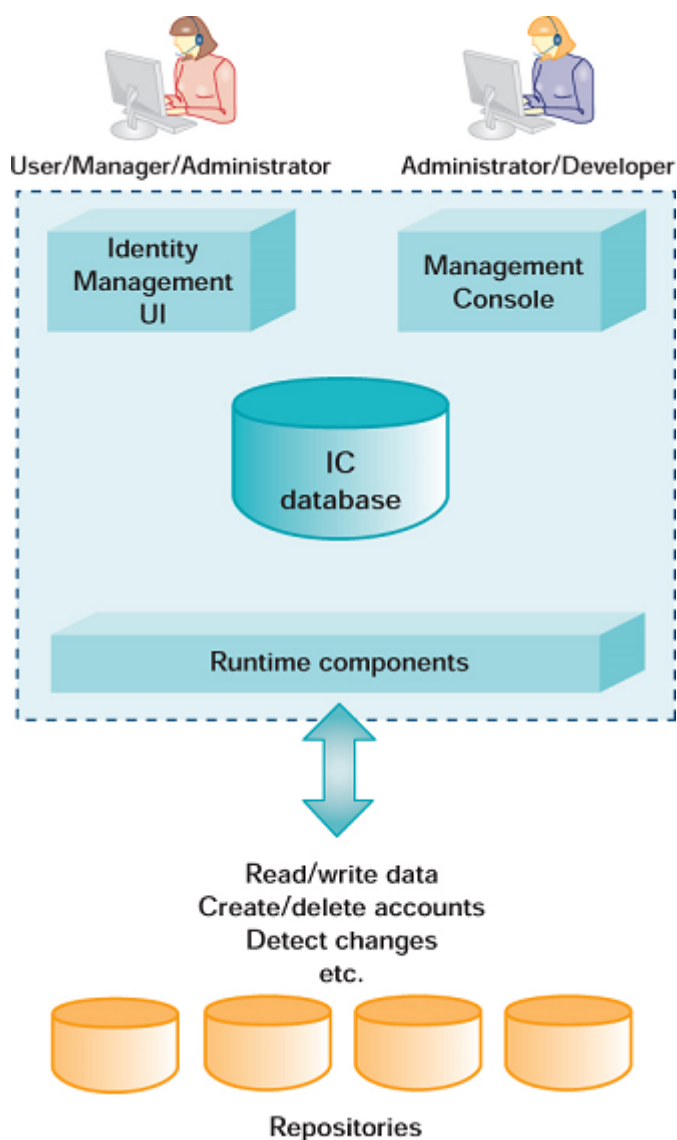 User/Manager/Administrator
Administrator/Developer
Identity
Management
UI
Management
Console
IC
database
Runtime components
Read/write data
Create/delete accounts
Detect changes
etc.
Repositories